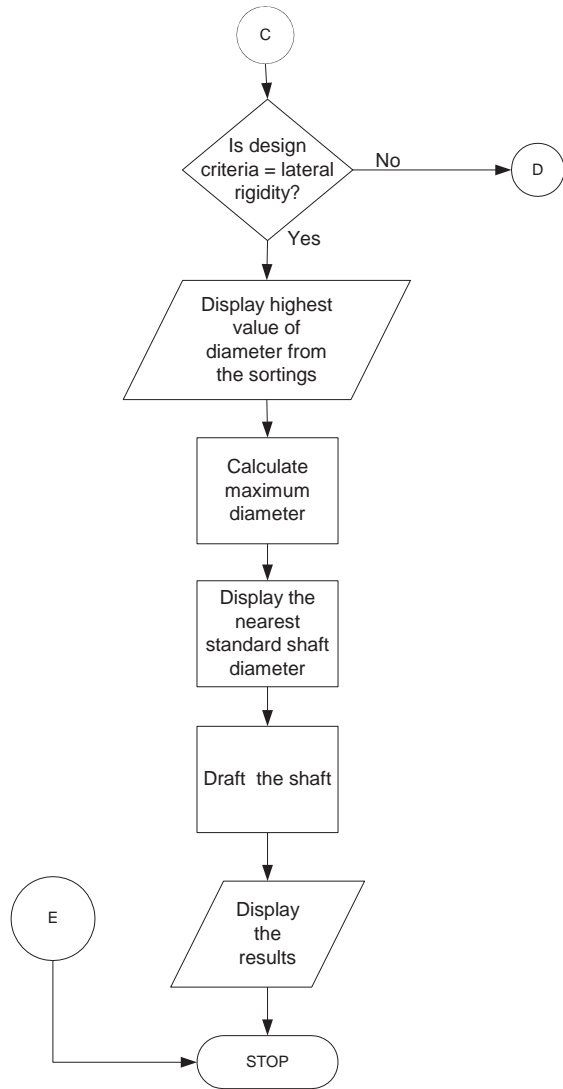 C
Is design
criteria = lateral
rigidity?
No
D
Yes
Display highest
value of
diameter from
the sortings
Calculate
maximum
diameter
Display the
nearest
standard shaft
diameter
Draft the shaft
E
Display
the
results
STOP